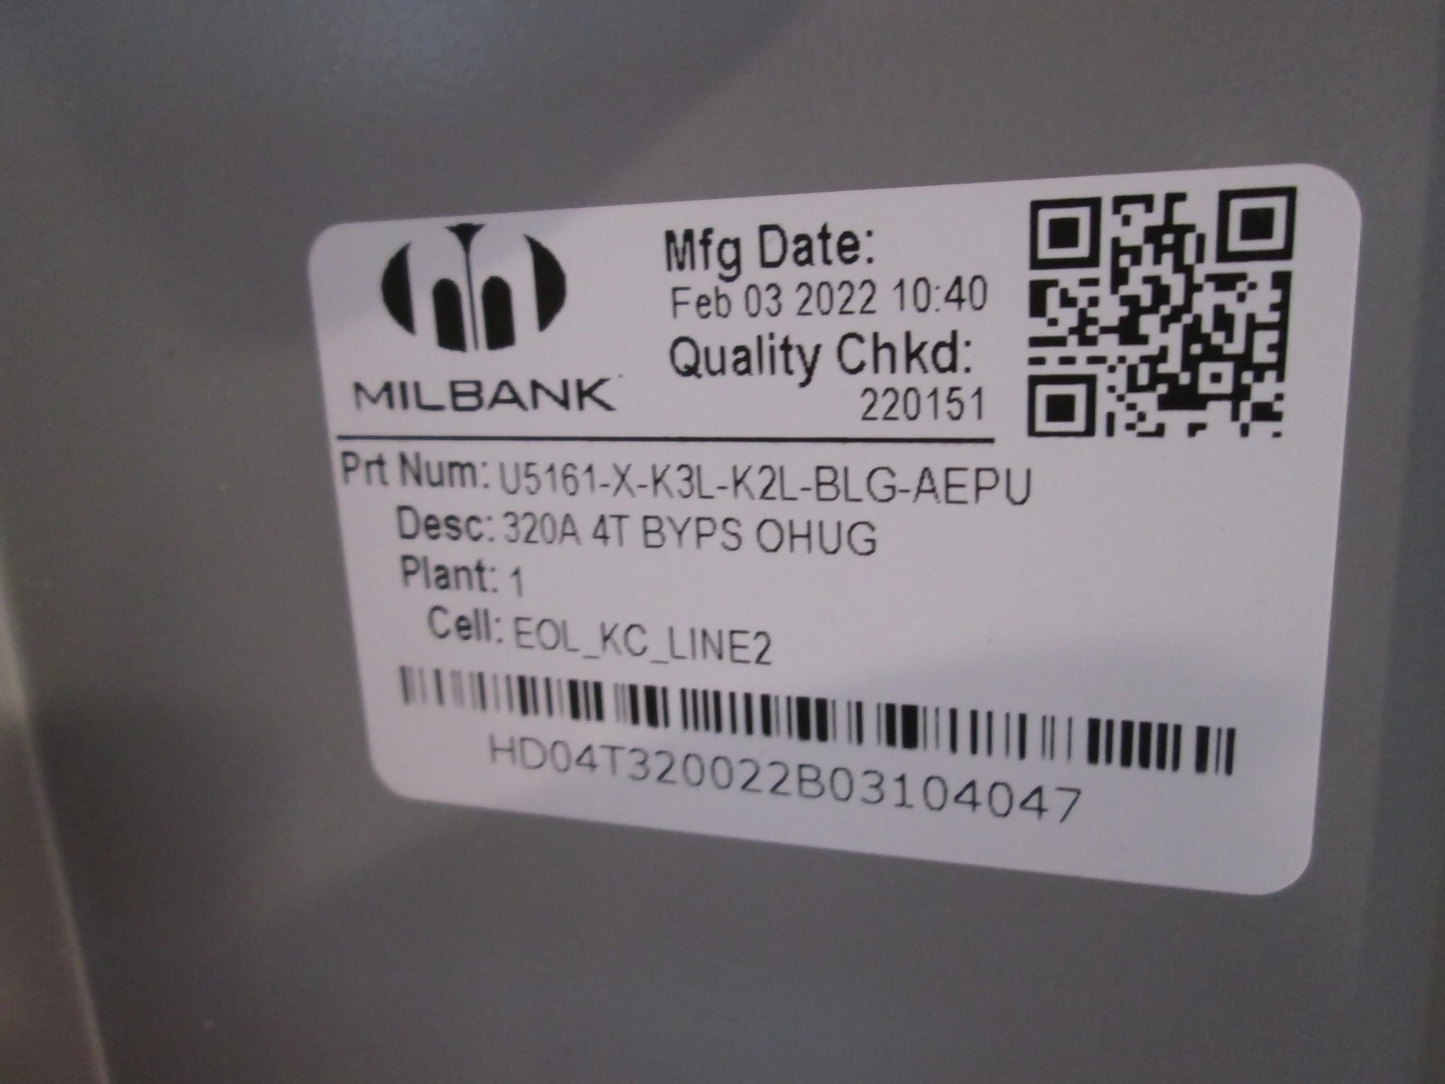 MILBANK
Mfg Date:
Feb 03 2022 10:40
Quality Chkd:
220151
Prt Num: U5161-X-K3L-K2L-BLG-AEPU
Desc: 320A 4T BYPS OHUG
Plant: 1
Cell: EOL_KC_LINE2
HD04T320022B03104047